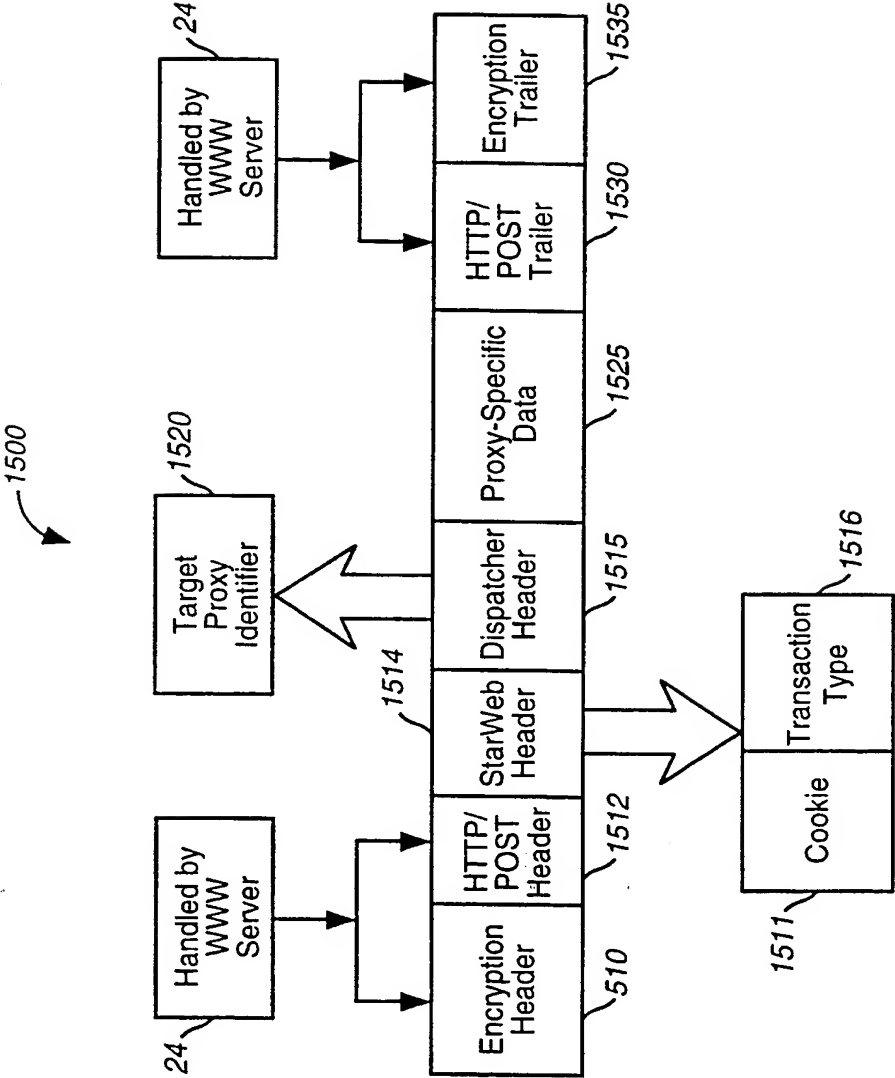 1500
Handled by
WWW
Server
24
Target
Proxy
Identifier
1520
Handled by
WWW
Server
24
Encryption
Header
510
HTTP/
POST
Header
1512
StarWeb
Header
1514
Dispatcher
Header
1515
Proxy-Specific
Data
1525
HTTP/
POST
Trailer
1530
Encryption
Trailer
1535
Cookie
1511
Transaction
Type
1516